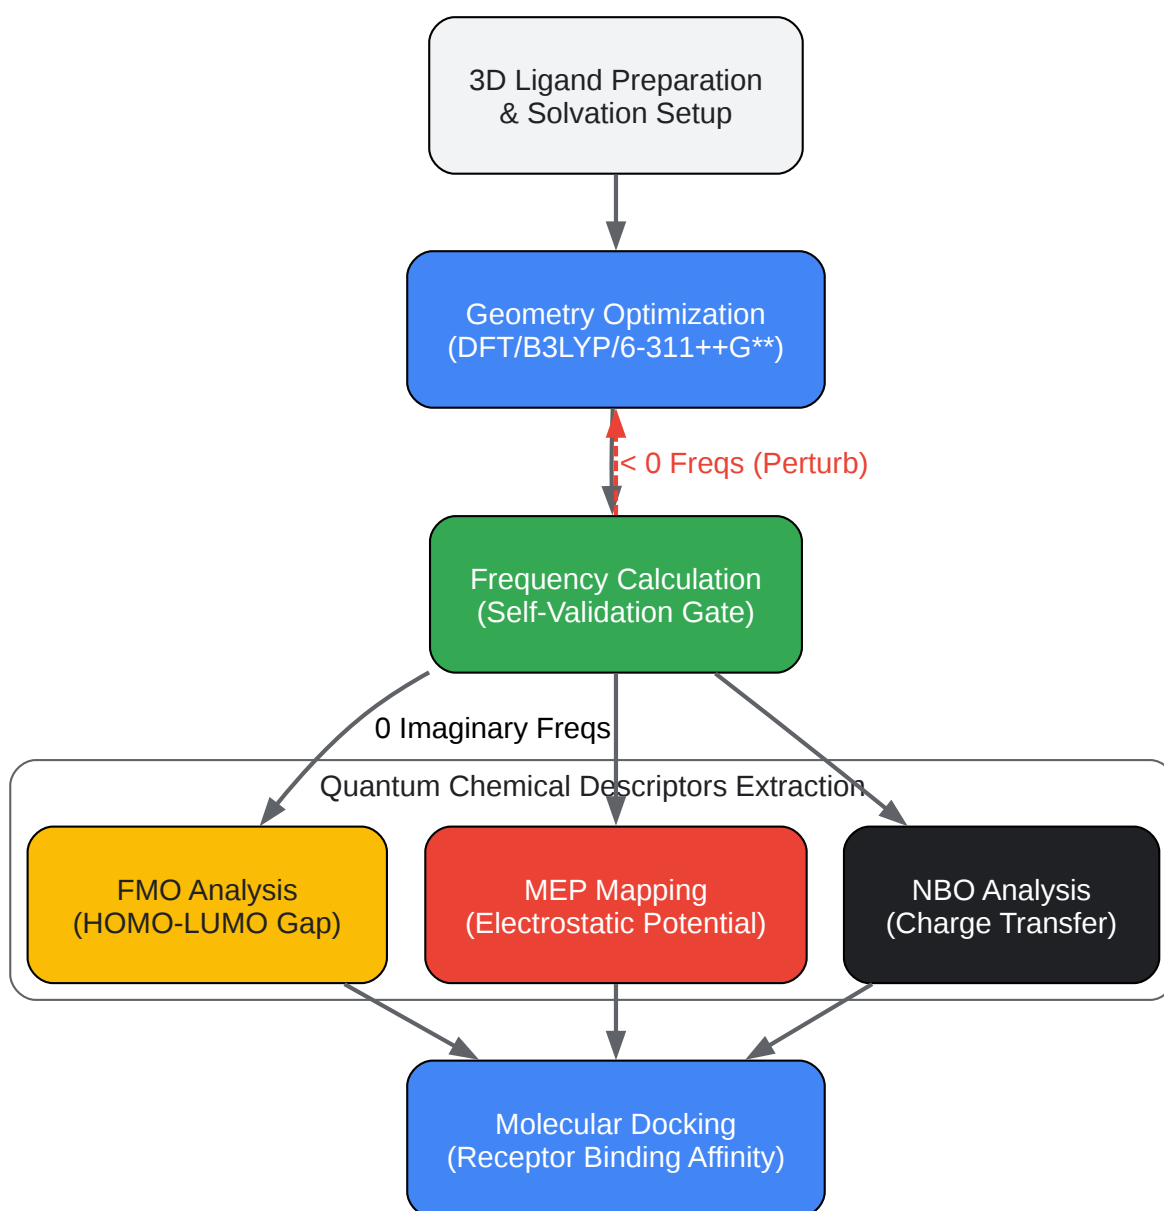 3D Ligand Preparation
& Solvation Setup
Geometry Optimization
(DFT/B3LYP/6-311++G**)
< 0 Freqs (Perturb)
Frequency Calculation
(Self-Validation Gate)
0 Imaginary Freqs
Quantum Chemical Descriptors Extraction
FMO Analysis
(HOMO-LUMO Gap)
MEP Mapping
(Electrostatic Potential)
NBO Analysis
(Charge Transfer)
Molecular Docking
(Receptor Binding Affinity)